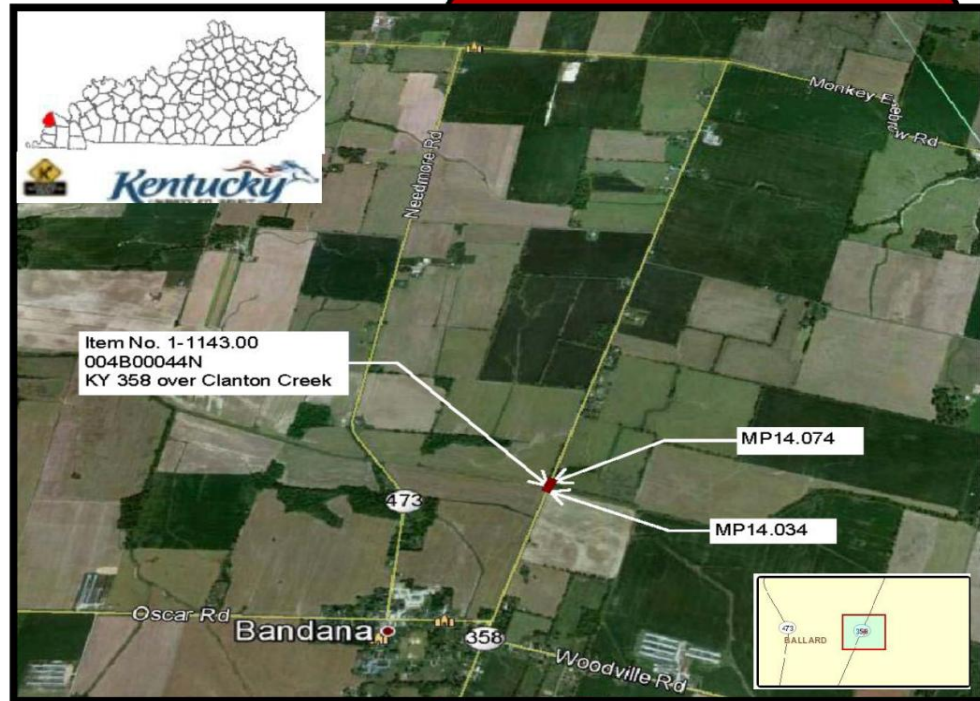 Kentucky
Needmore Rd
Monkey Eyebrow Rd
Item No. 1-1143.00
004B00044N
KY 358 over Clanton Creek
MP14.074
473
MP14.034
Oscar Rd
Bandana
358
Woodville Rd
473
BALLARD
358